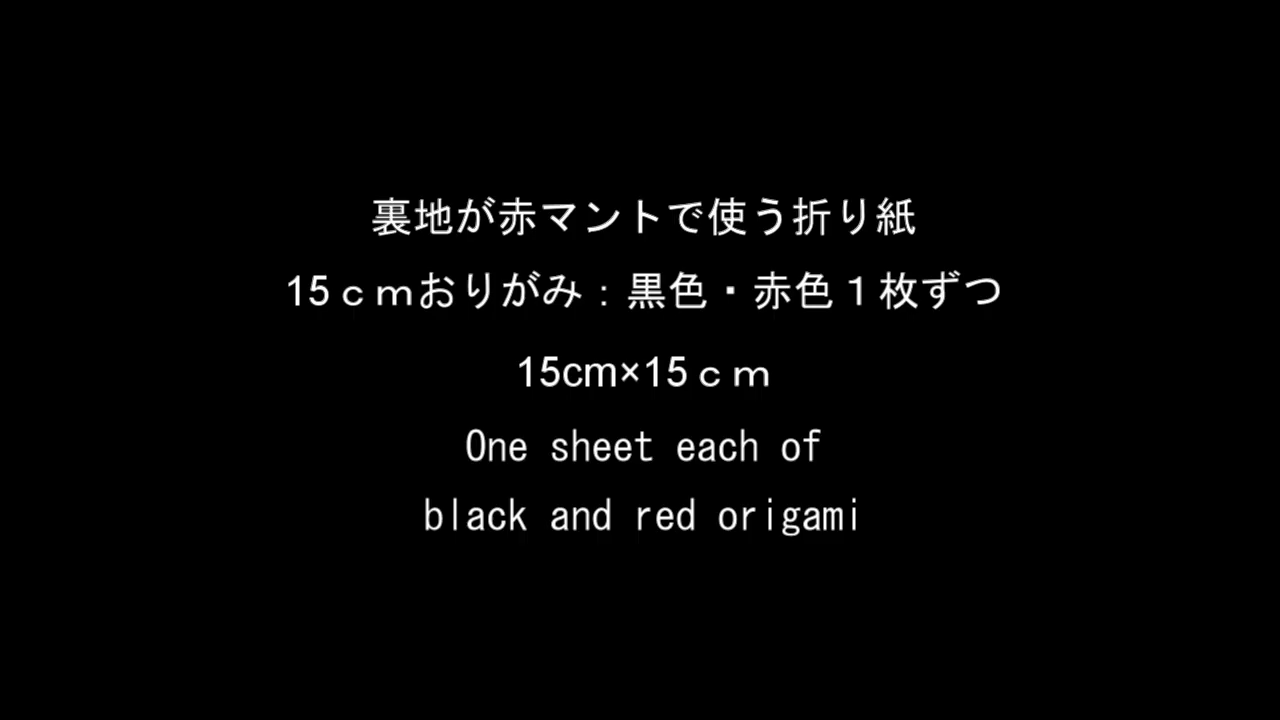 裏地が赤マントで使う折り紙
15ｃｍおりがみ：黒色・赤色１枚ずつ
15cm×15ｃｍ
One sheet each of
black and red origami